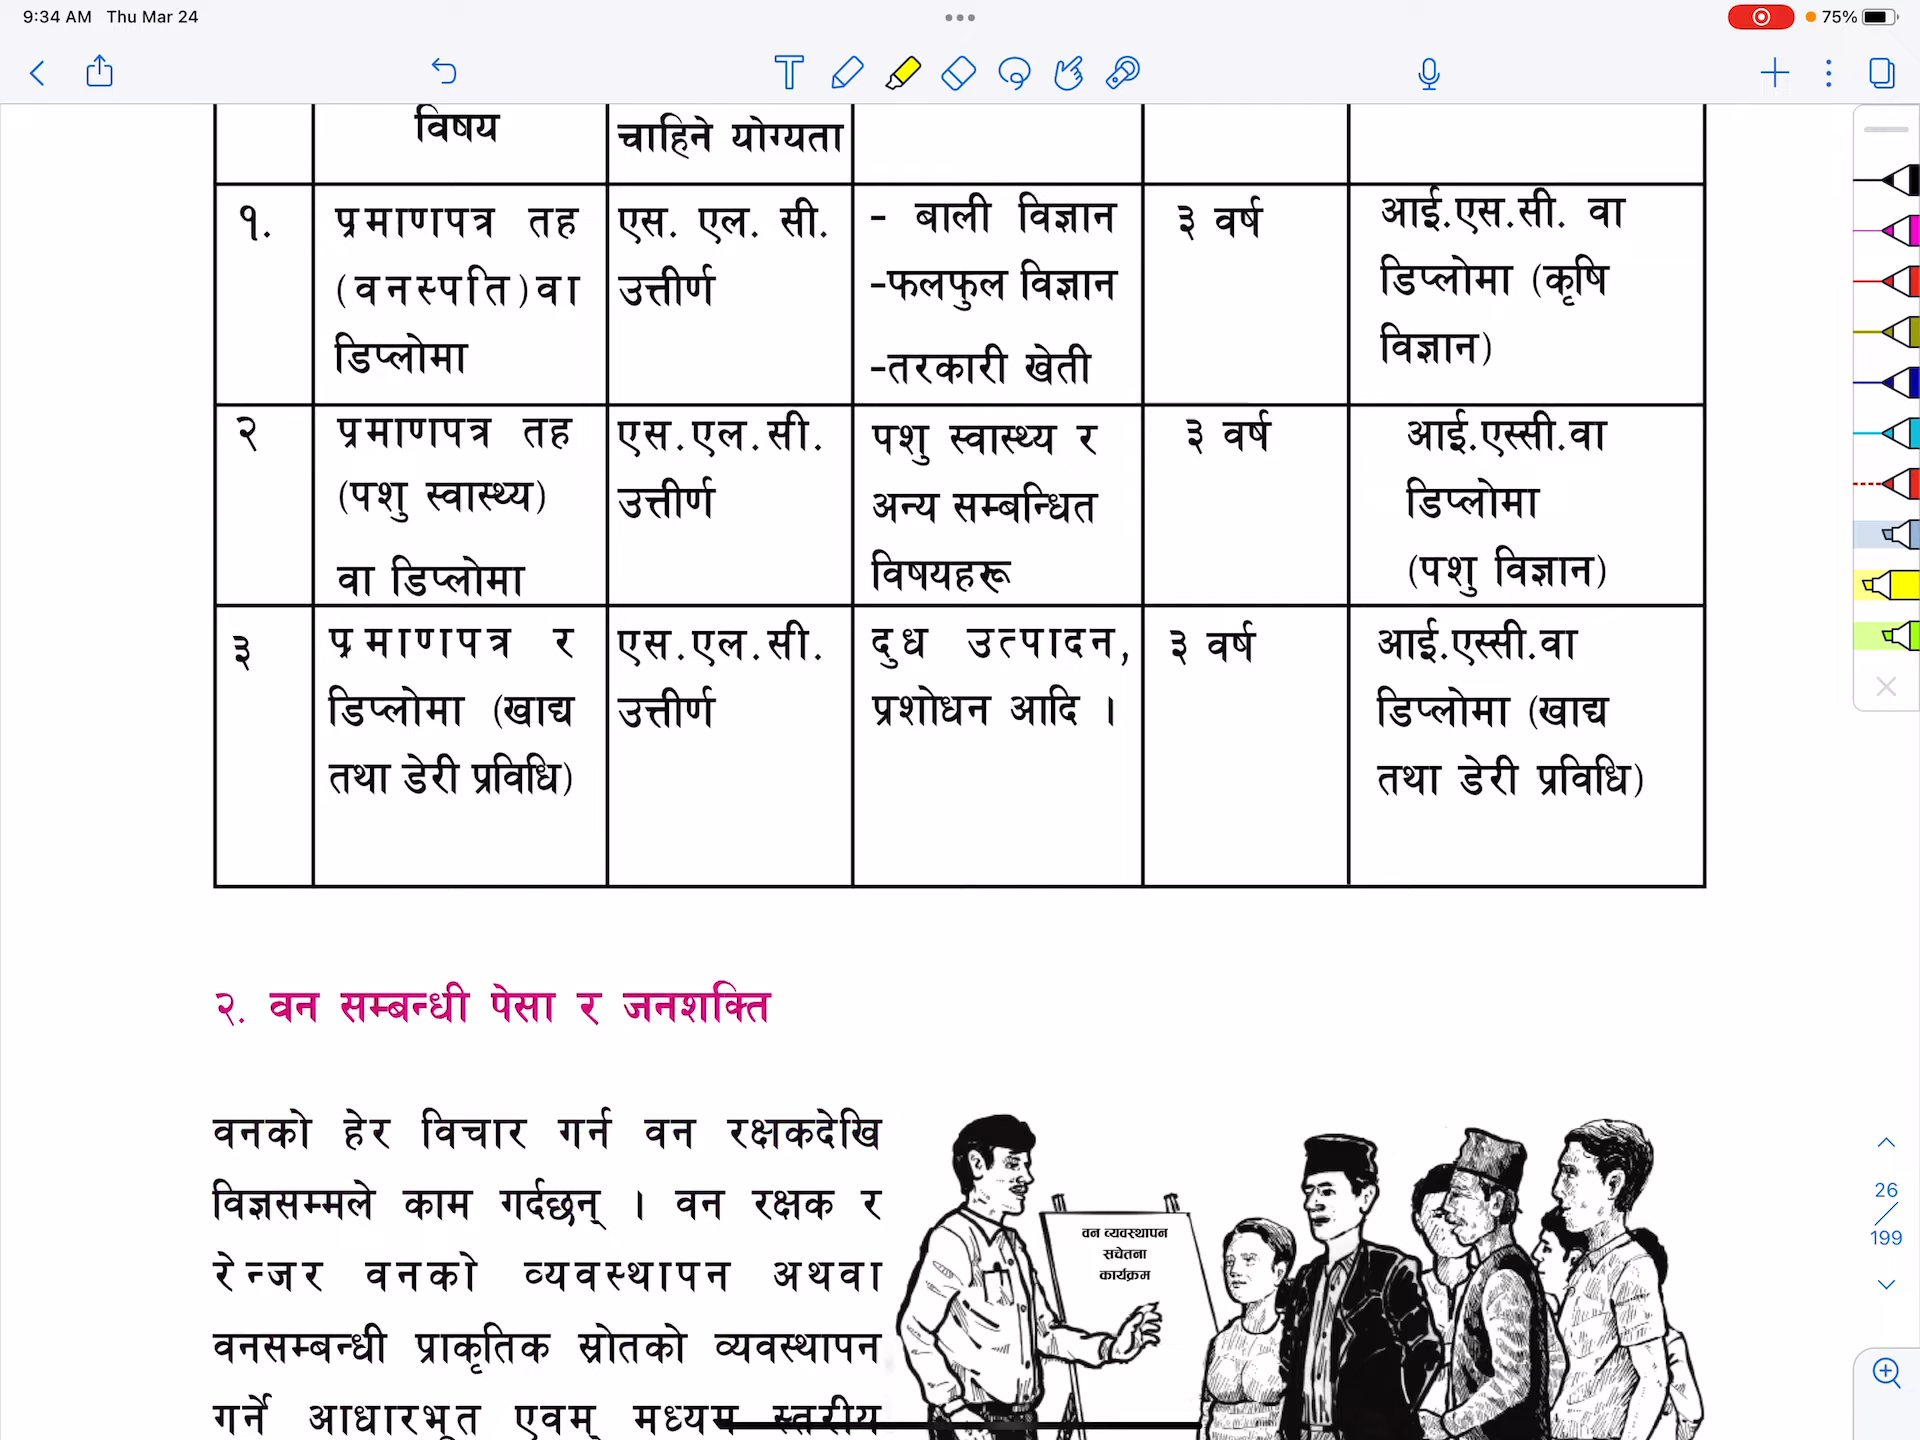 9:34 AM Thu Mar 24
75%
विषय
चाहिने योग्यता
१.
प्रमाणपत्र तह
(वनस्पति)वा
डिप्लोमा
एस. एल. सी.
उत्तीर्ण
- बाली विज्ञान
-फलफुल विज्ञान
-तरकारी खेती
३ वर्ष
आई.एस.सी. वा
डिप्लोमा (कृषि
विज्ञान)
२
प्रमाणपत्र तह
(पशु स्वास्थ्य)
वा डिप्लोमा
एस.एल.सी.
उत्तीर्ण
पशु स्वास्थ्य र
अन्य सम्बन्धित
विषयहरू
३ वर्ष
आई.एस्सी.वा
डिप्लोमा
(पशु विज्ञान)
३
प्रमाणपत्र र
डिप्लोमा (खाद्य
तथा डेरी प्रविधि)
एस.एल.सी.
उत्तीर्ण
दुध उत्पादन,
प्रशोधन आदि ।
३ वर्ष
आई.एस्सी.वा
डिप्लोमा (खाद्य
तथा डेरी प्रविधि)
२. वन सम्बन्धी पेसा र जनशक्ति
वनको हेर विचार गर्न वन रक्षकदेखि
विज्ञसम्मले काम गर्दछन् । वन रक्षक र
रेन्जर वनको व्यवस्थापन अथवा
वनसम्बन्धी प्राकृतिक स्रोतको व्यवस्थापन
गर्ने आधारभूत एवम् मध्यम स्तरीय
वन व्यवस्थापन
सचेतना
कार्यक्रम
26
199